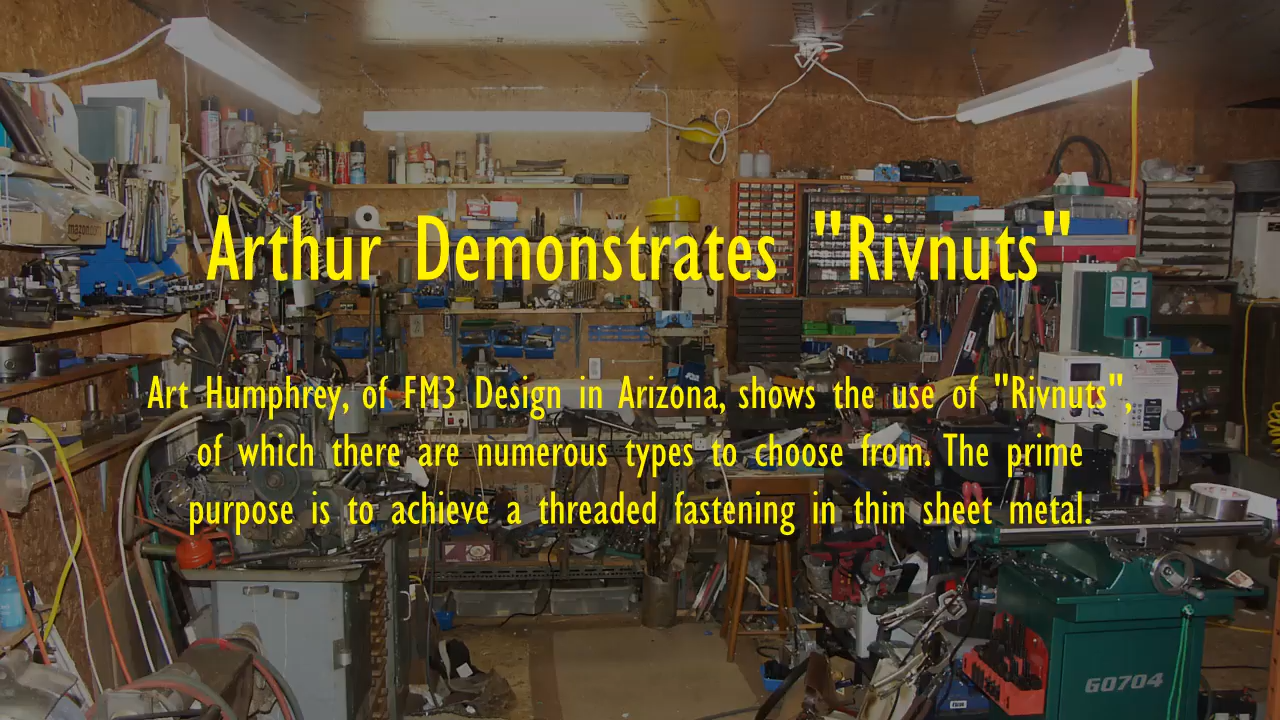 Arthur Demonstrates "Rivnuts"
Art Humphrey, of FM3 Design in Arizona, shows the use of "Rivnuts",
of which there are numerous types to choose from. The prime
purpose is to achieve a threaded fastening in thin sheet metal.
amazon.com
G0704